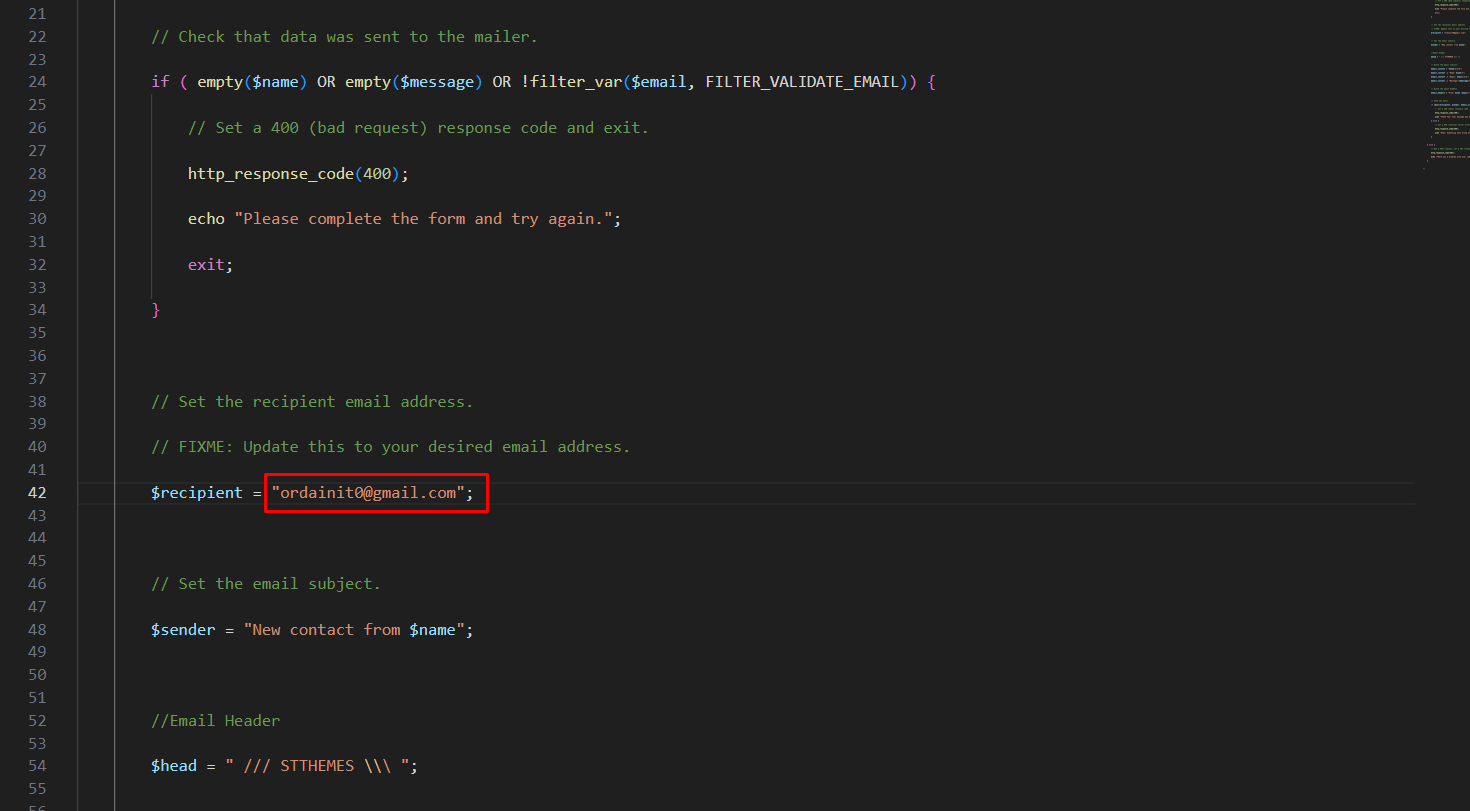 21
22 // Check that data was sent to the mailer.
23
24 if ( empty($name) OR empty($message) OR !filter_var($email, FILTER_VALIDATE_EMAIL)) {
25
26 // Set a 400 (bad request) response code and exit.
27
28 http_response_code(400);
29
30 echo "Please complete the form and try again.";
31
32 exit;
33
34 }
35
36
37
38 // Set the recipient email address.
39
40 // FIXME: Update this to your desired email address.
41
42 $recipient = "ordainit0@gmail.com";
43
44
45
46 // Set the email subject.
47
48 $sender = "New contact from $name";
49
50
51
52 //Email Header
53
54 $head = " /// STTHEMES \\\ ";
55
56